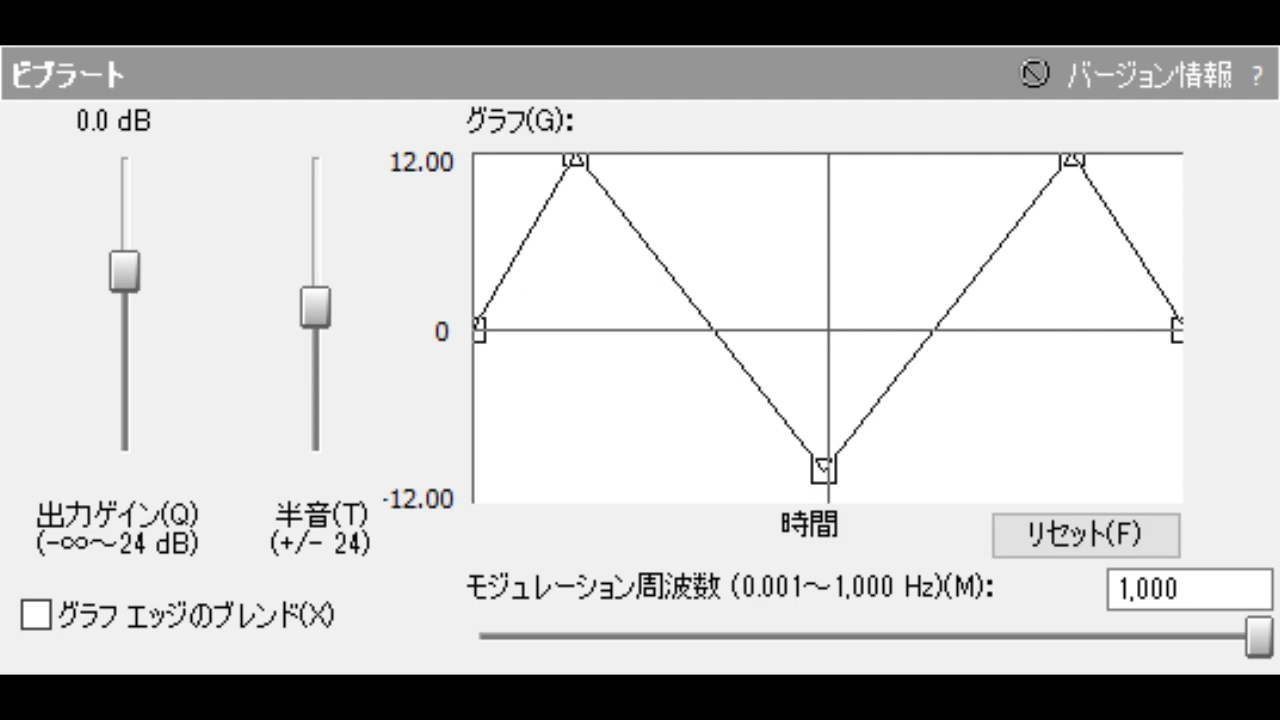 ビブラート
バージョン情報 ?
0.0 dB
グラフ(G):
12.00
0
-12.00
時間
出力ゲイン(Q)
(-∞～24 dB)
半音(T)
(+/- 24)
リセット(F)
モジュレーション周波数 (0.001～1,000 Hz)(M):
1,000
グラフ エッジのブレンド(X)